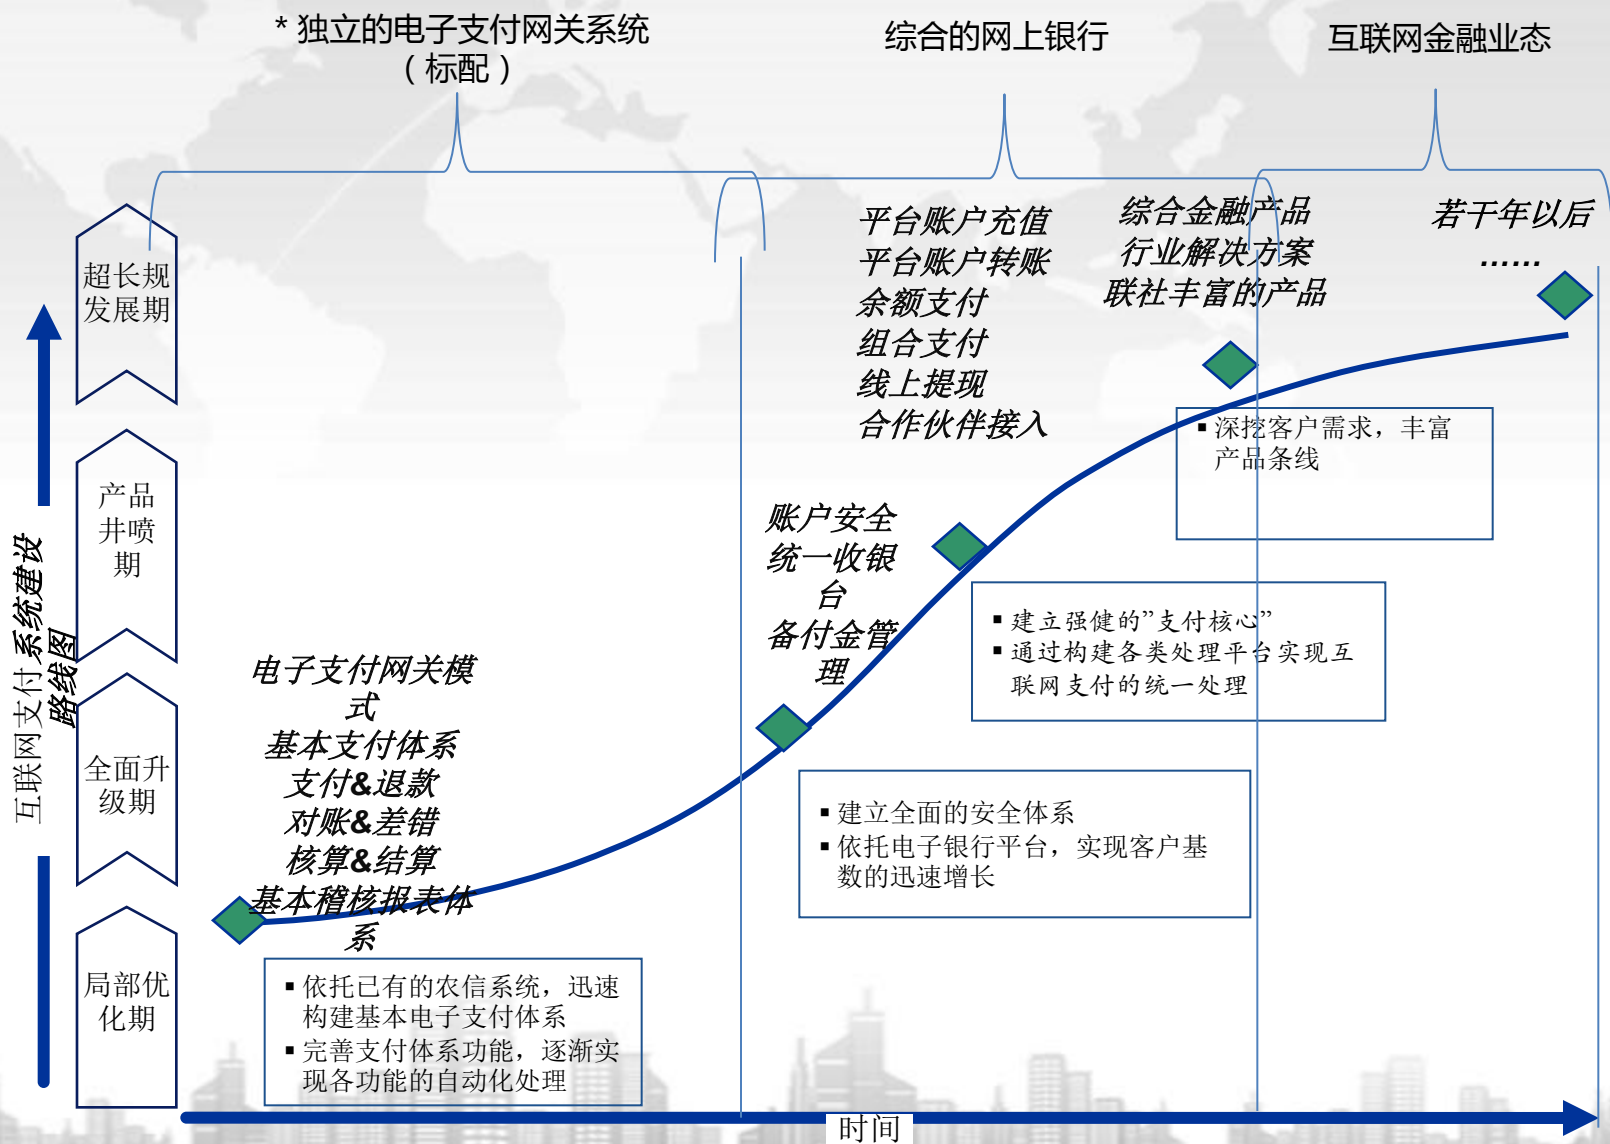 * 独立的电子支付网关系统
（标配）
综合的网上银行
互联网金融业态
超长规
发展期
产品
井喷
期
全面升
级期
局部优
化期
互联网支付系统建设
路线图
电子支付网关模
式
基本支付体系
支付&退款
对账&差错
核算&结算
基本稽核报表体
系
▪ 依托已有的农信系统，迅速
构建基本电子支付体系
▪ 完善支付体系功能，逐渐实
现各功能的自动化处理
账户安全
统一收银
台
备付金管
理
▪ 建立全面的安全体系
▪ 依托电子银行平台，实现客户基
数的迅速增长
平台账户充值
平台账户转账
余额支付
组合支付
线上提现
合作伙伴接入
▪ 建立强健的”支付核心”
▪ 通过构建各类处理平台实现互
联网支付的统一处理
综合金融产品
行业解决方案
联社丰富的产品
▪ 深挖客户需求，丰富
产品条线
若干年以后
……
时间